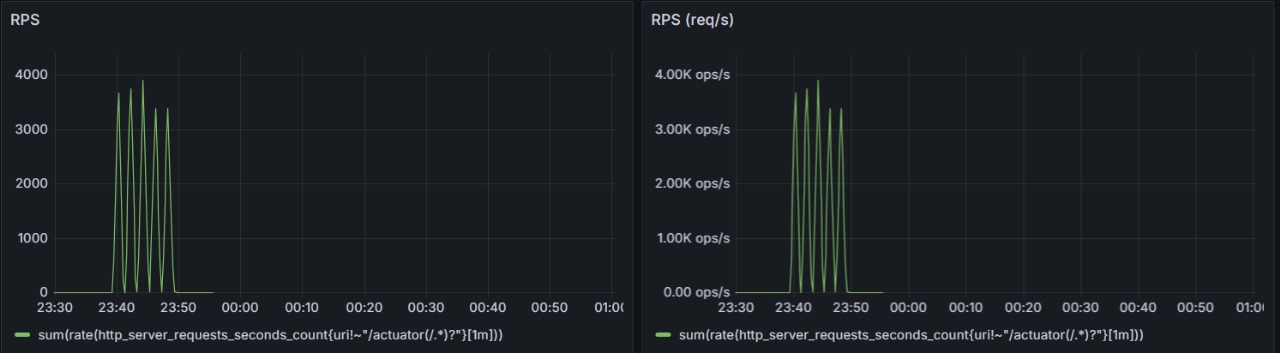 RPS
4000
3000
2000
1000
0
23:30 23:40 23:50 00:00 00:10 00:20 00:30 00:40 00:50 01:0
sum(rate(http_server_requests_seconds_count{uri!~"/actuator(/.*)?"}[1m]))
RPS (req/s)
4.00K ops/s
3.00K ops/s
2.00K ops/s
1.00K ops/s
0.00 ops/s
23:30 23:40 23:50 00:00 00:10 00:20 00:30 00:40 00:50 01:0
sum(rate(http_server_requests_seconds_count{uri!~"/actuator(/.*)?"}[1m]))